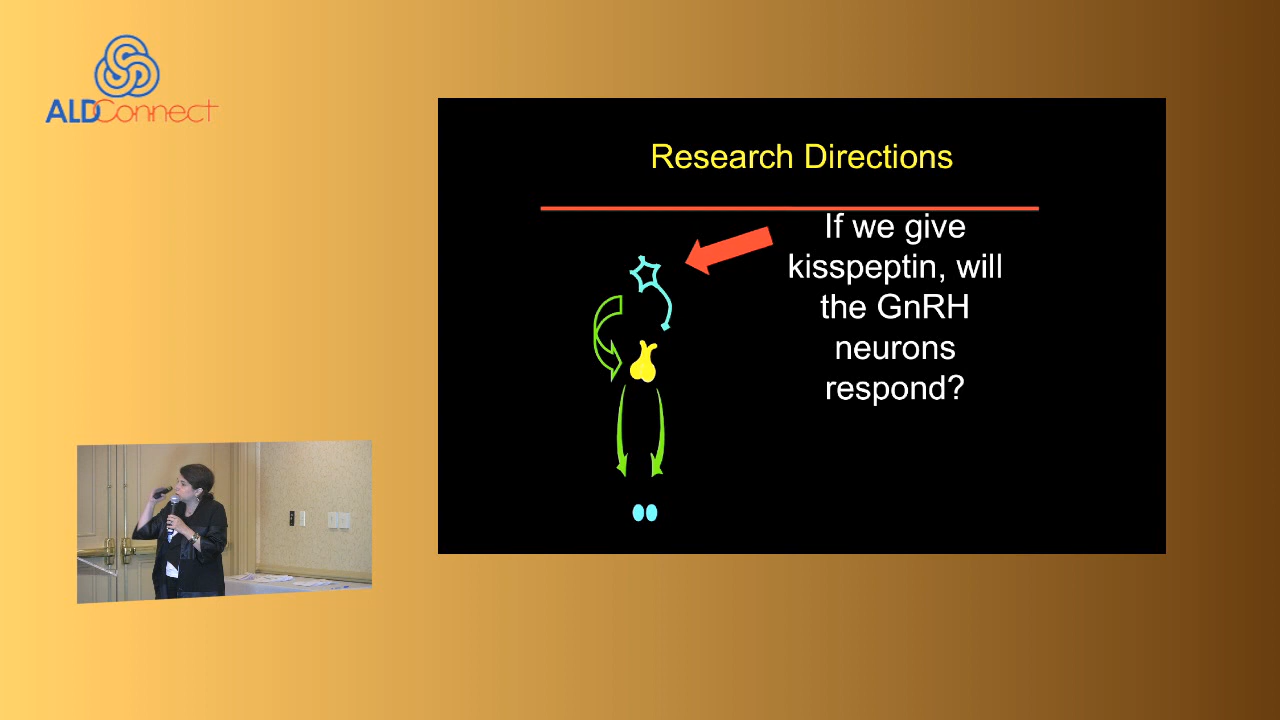 ALDConnect
Research Directions
If we give
kisspeptin, will
the GnRH
neurons
respond?